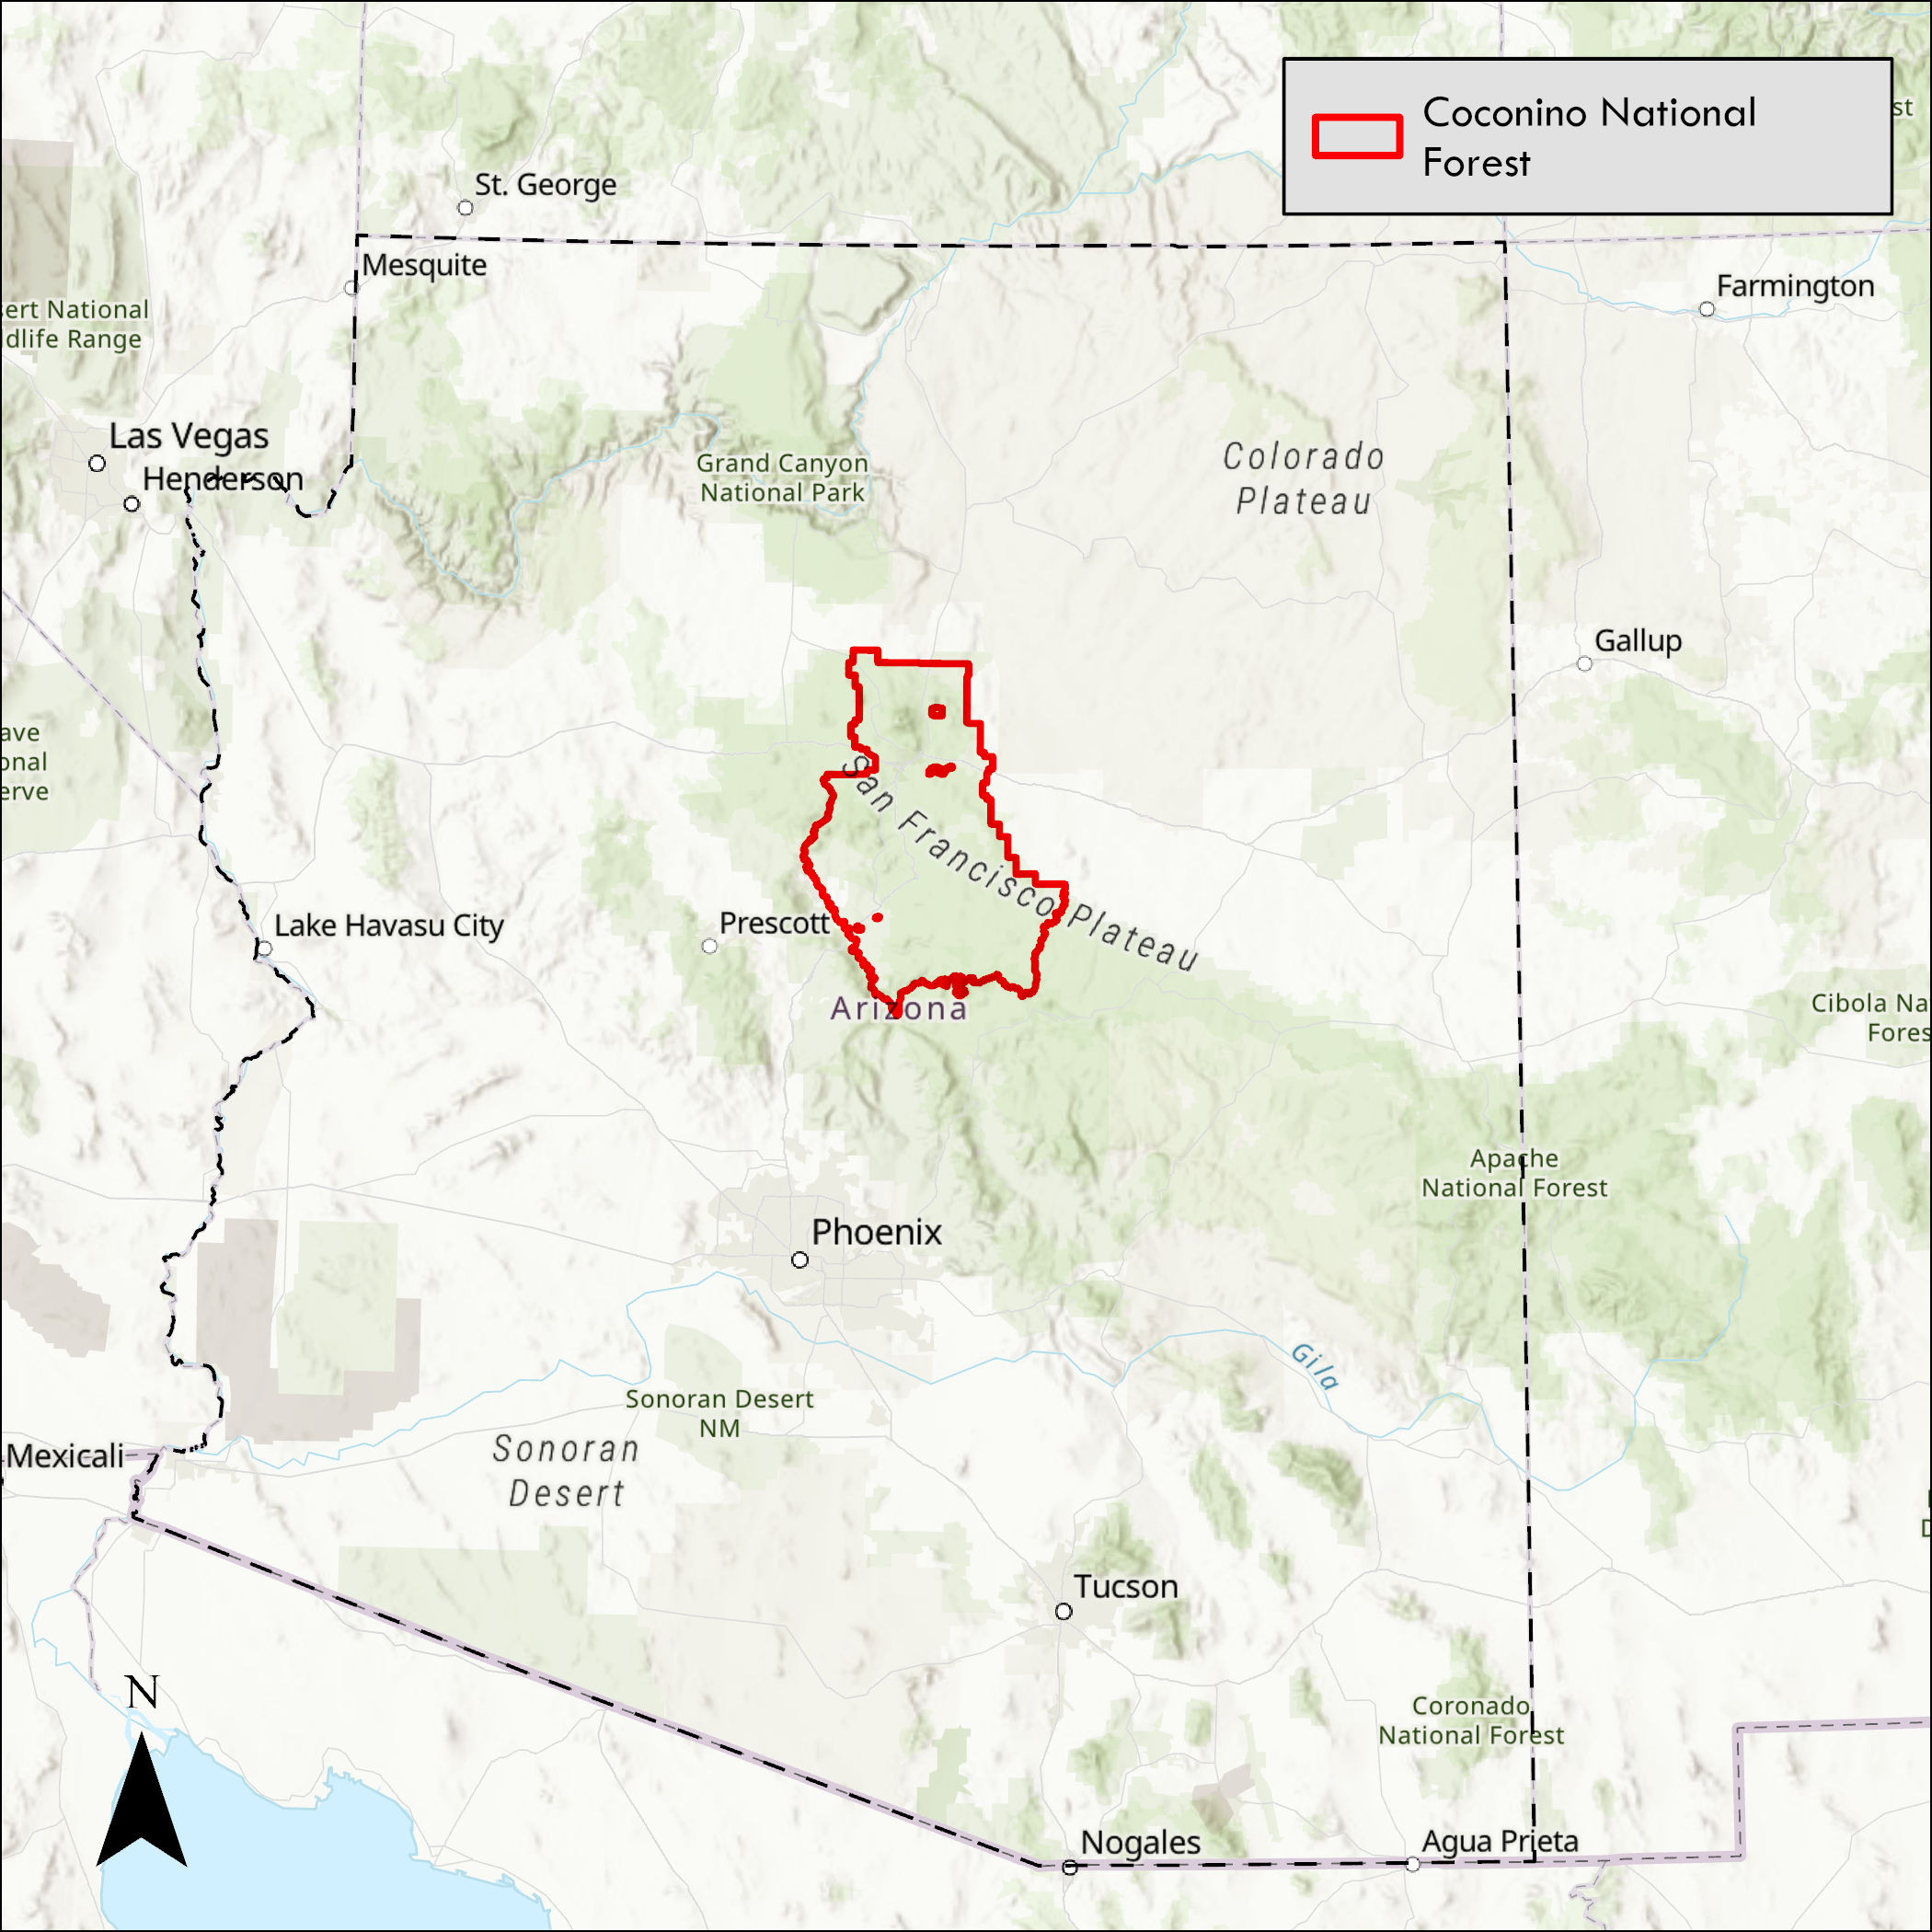 Coconino National
Forest
st
St. George
Mesquite
Farmington
sert National
ldlife Range
Las Vegas
Henderson
Colorado
Plateau
Grand Canyon
National Park
Gallup
ave
onal
erve
San Francisco Plateau
Prescott
Lake Havasu City
Arizona
Cibola Na
Fores
Apache
National Forest
Phoenix
Gila
Sonoran Desert
NM
Sonoran
Desert
Mexicali
Tucson
N
Coronado
National Forest
Nogales
Agua Prieta